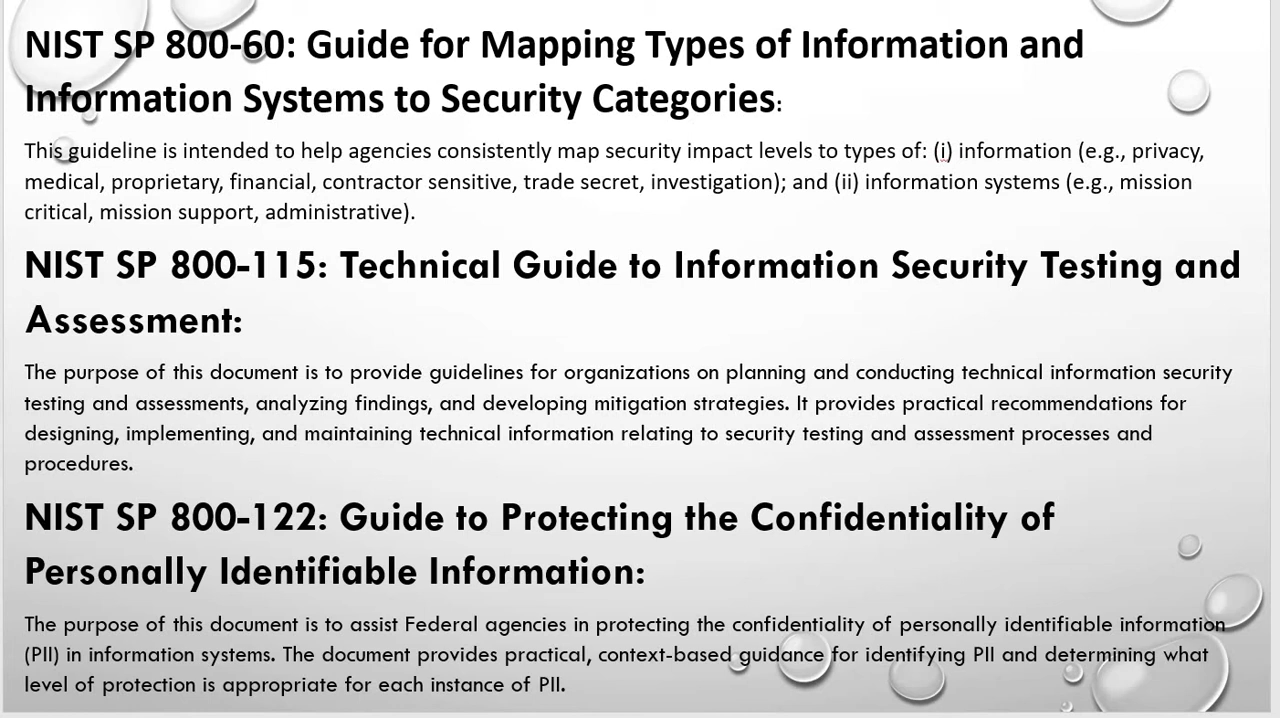 NIST SP 800-60: Guide for Mapping Types of Information and
Information Systems to Security Categories:
This guideline is intended to help agencies consistently map security impact levels to types of: (i) information (e.g., privacy,
medical, proprietary, financial, contractor sensitive, trade secret, investigation); and (ii) information systems (e.g., mission
critical, mission support, administrative).
NIST SP 800-115: Technical Guide to Information Security Testing and
Assessment:
The purpose of this document is to provide guidelines for organizations on planning and conducting technical information security
testing and assessments, analyzing findings, and developing mitigation strategies. It provides practical recommendations for
designing, implementing, and maintaining technical information relating to security testing and assessment processes and
procedures.
NIST SP 800-122: Guide to Protecting the Confidentiality of
Personally Identifiable Information:
The purpose of this document is to assist Federal agencies in protecting the confidentiality of personally identifiable information
(PII) in information systems. The document provides practical, context-based guidance for identifying PII and determining what
level of protection is appropriate for each instance of PII.